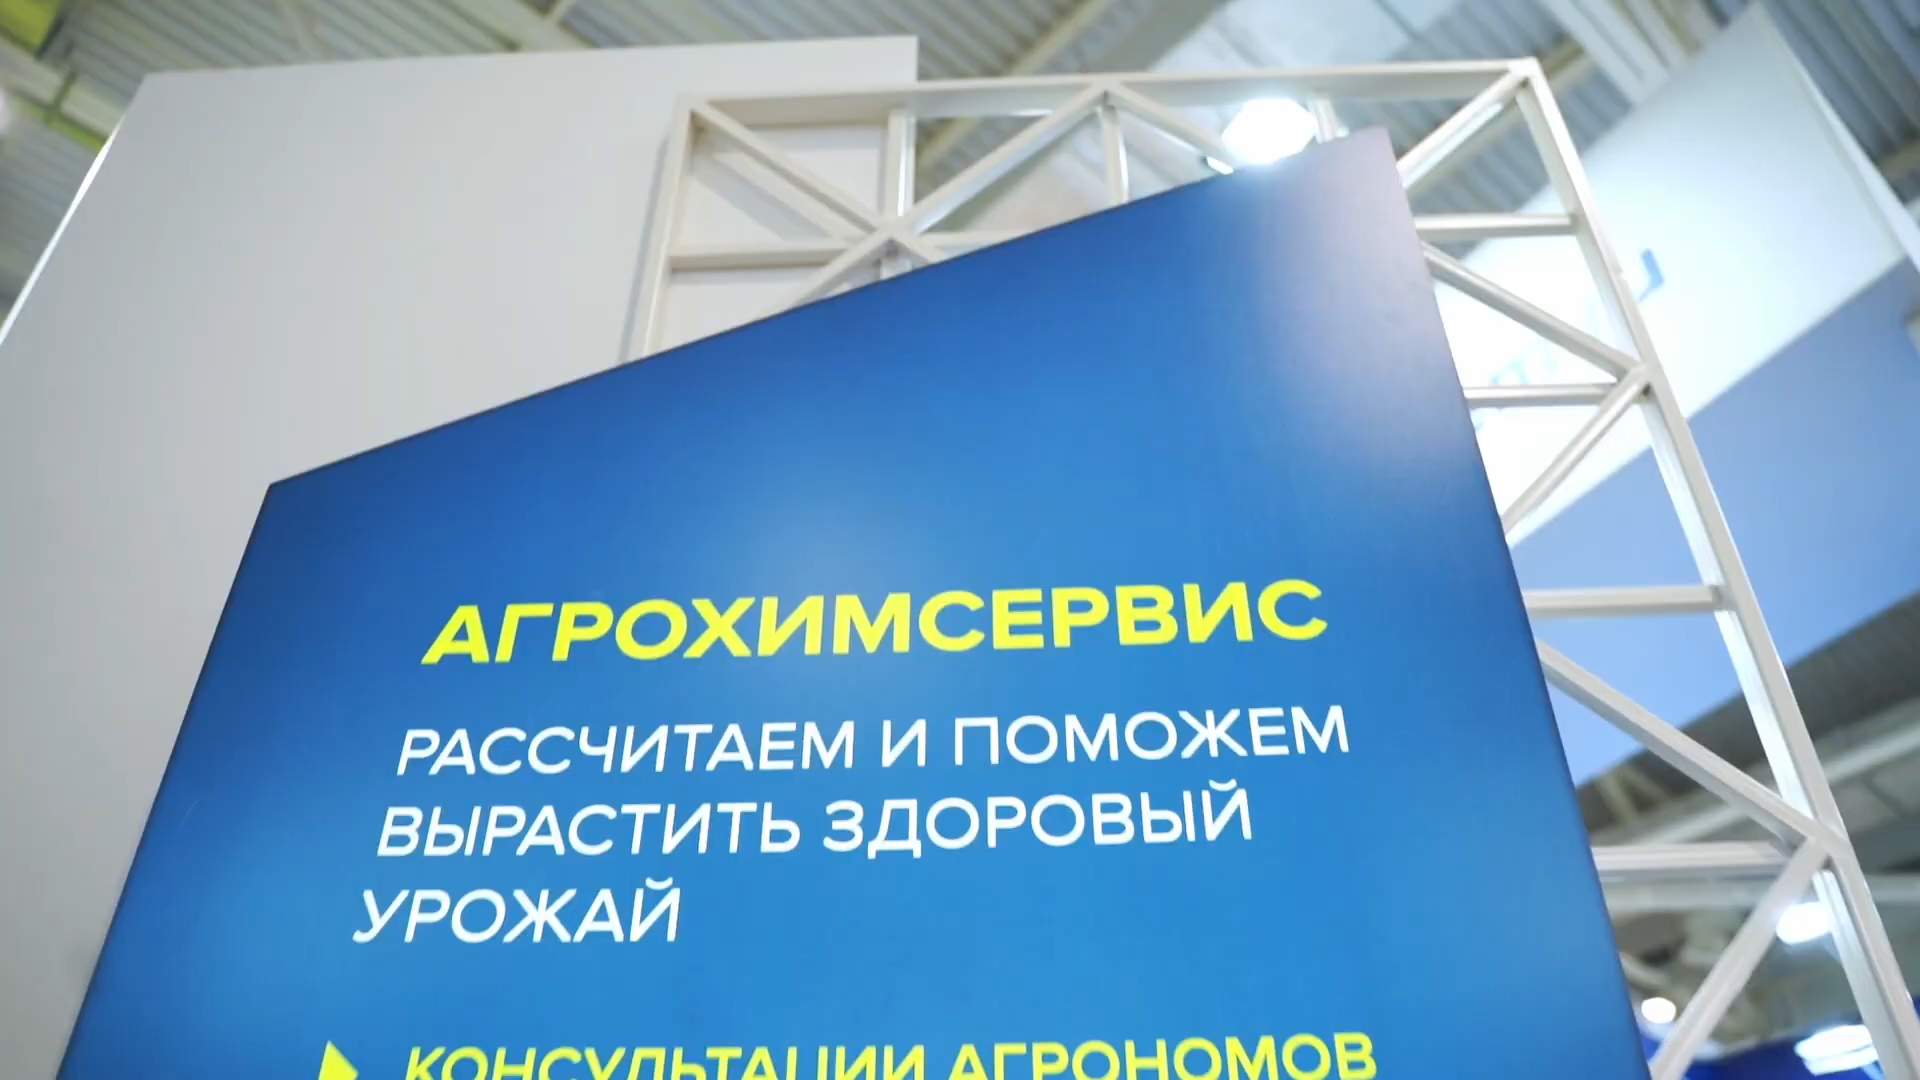 АГРОХИМСЕРВИС
РАССЧИТАЕМ И ПОМОЖЕМ
ВЫРАСТИТЬ ЗДОРОВЫЙ
УРОЖАЙ
КОНСУЛЬТАЦИИ АГРОНОМОВ